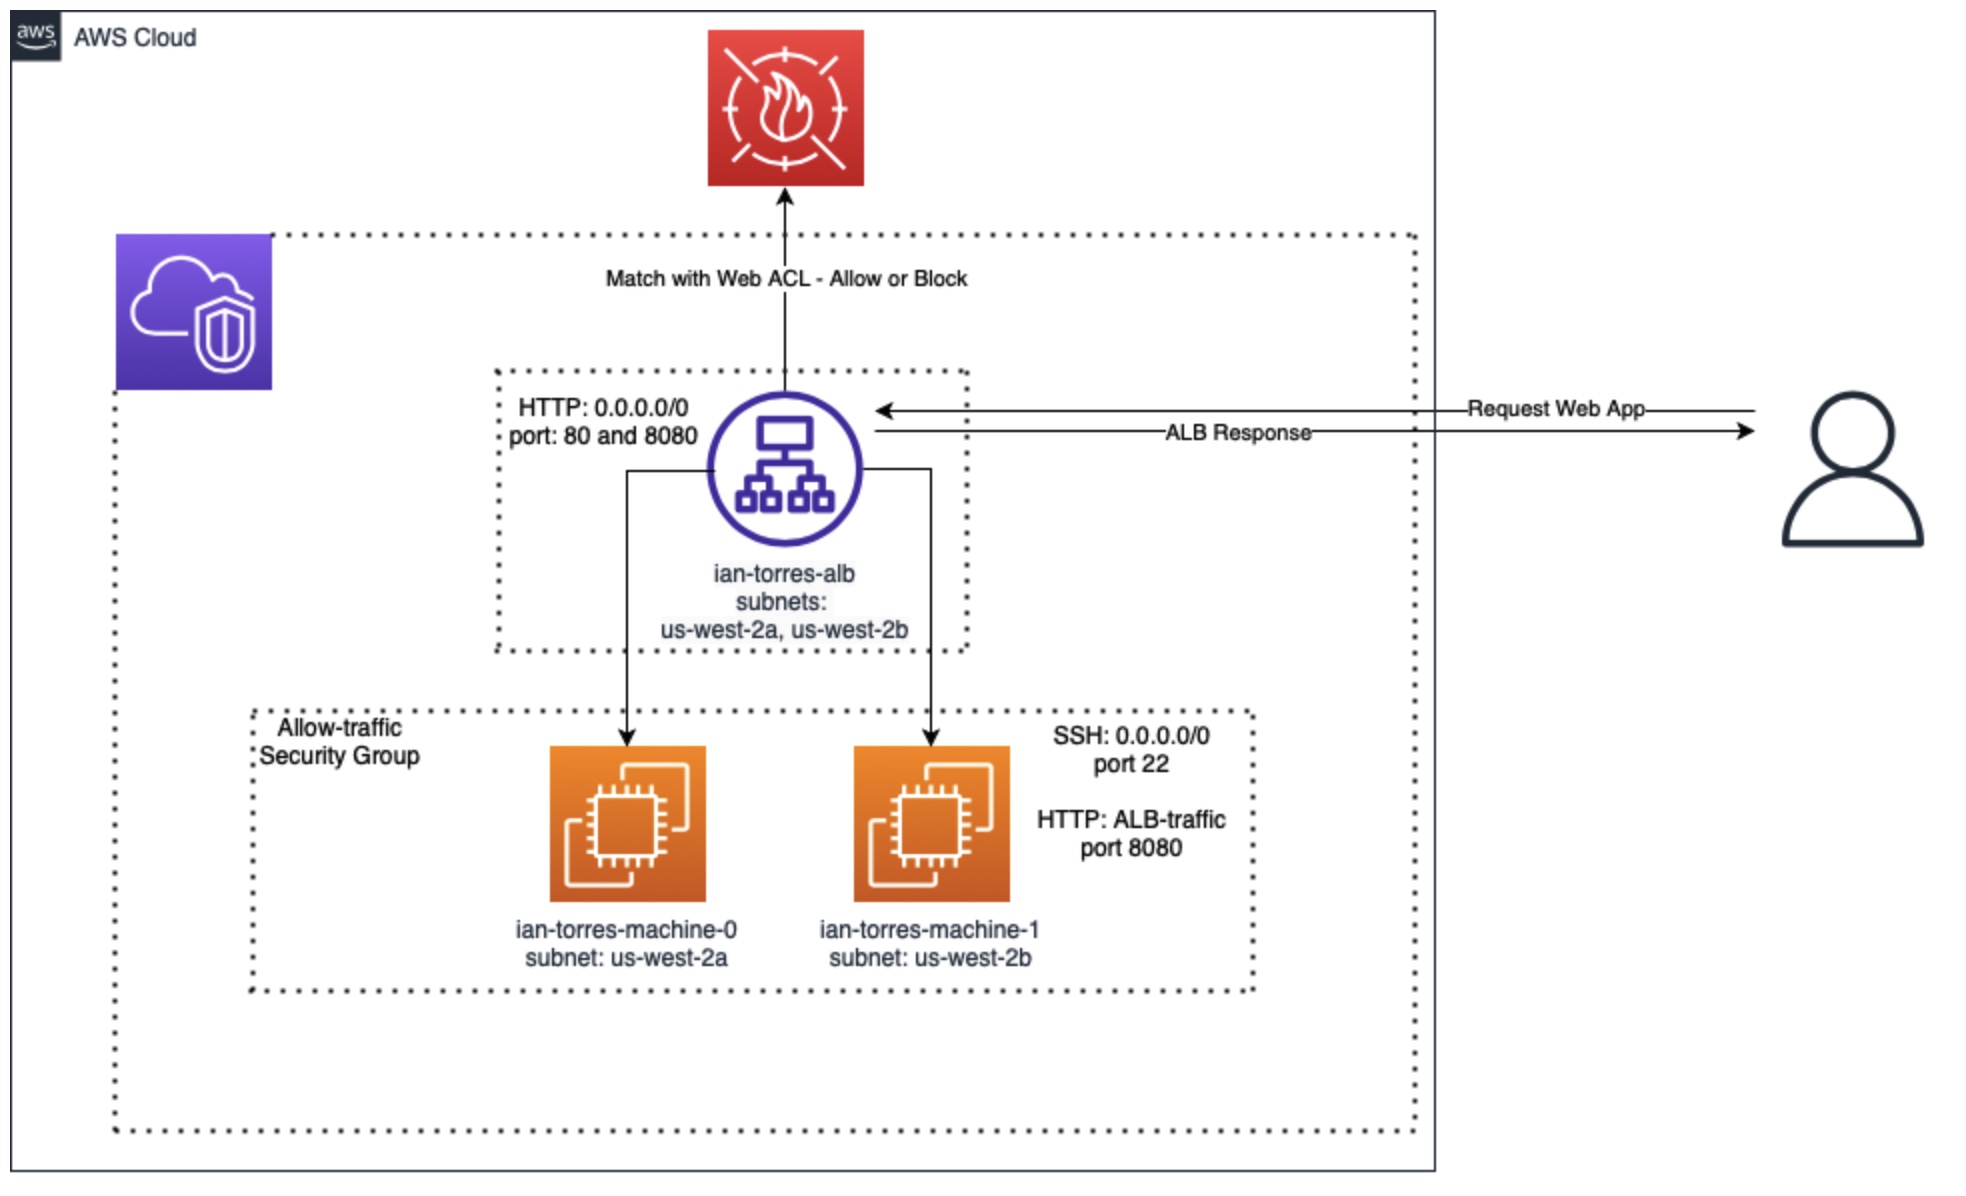 aws
AWS Cloud
Match with Web ACL - Allow or Block
HTTP: 0.0.0.0/0
port: 80 and 8080
Request Web App
ALB Response
ian-torres-alb
subnets:
us-west-2a, us-west-2b
Allow-traffic
Security Group
SSH: 0.0.0.0/0
port 22
HTTP: ALB-traffic
port 8080
ian-torres-machine-0
subnet: us-west-2a
ian-torres-machine-1
subnet: us-west-2b